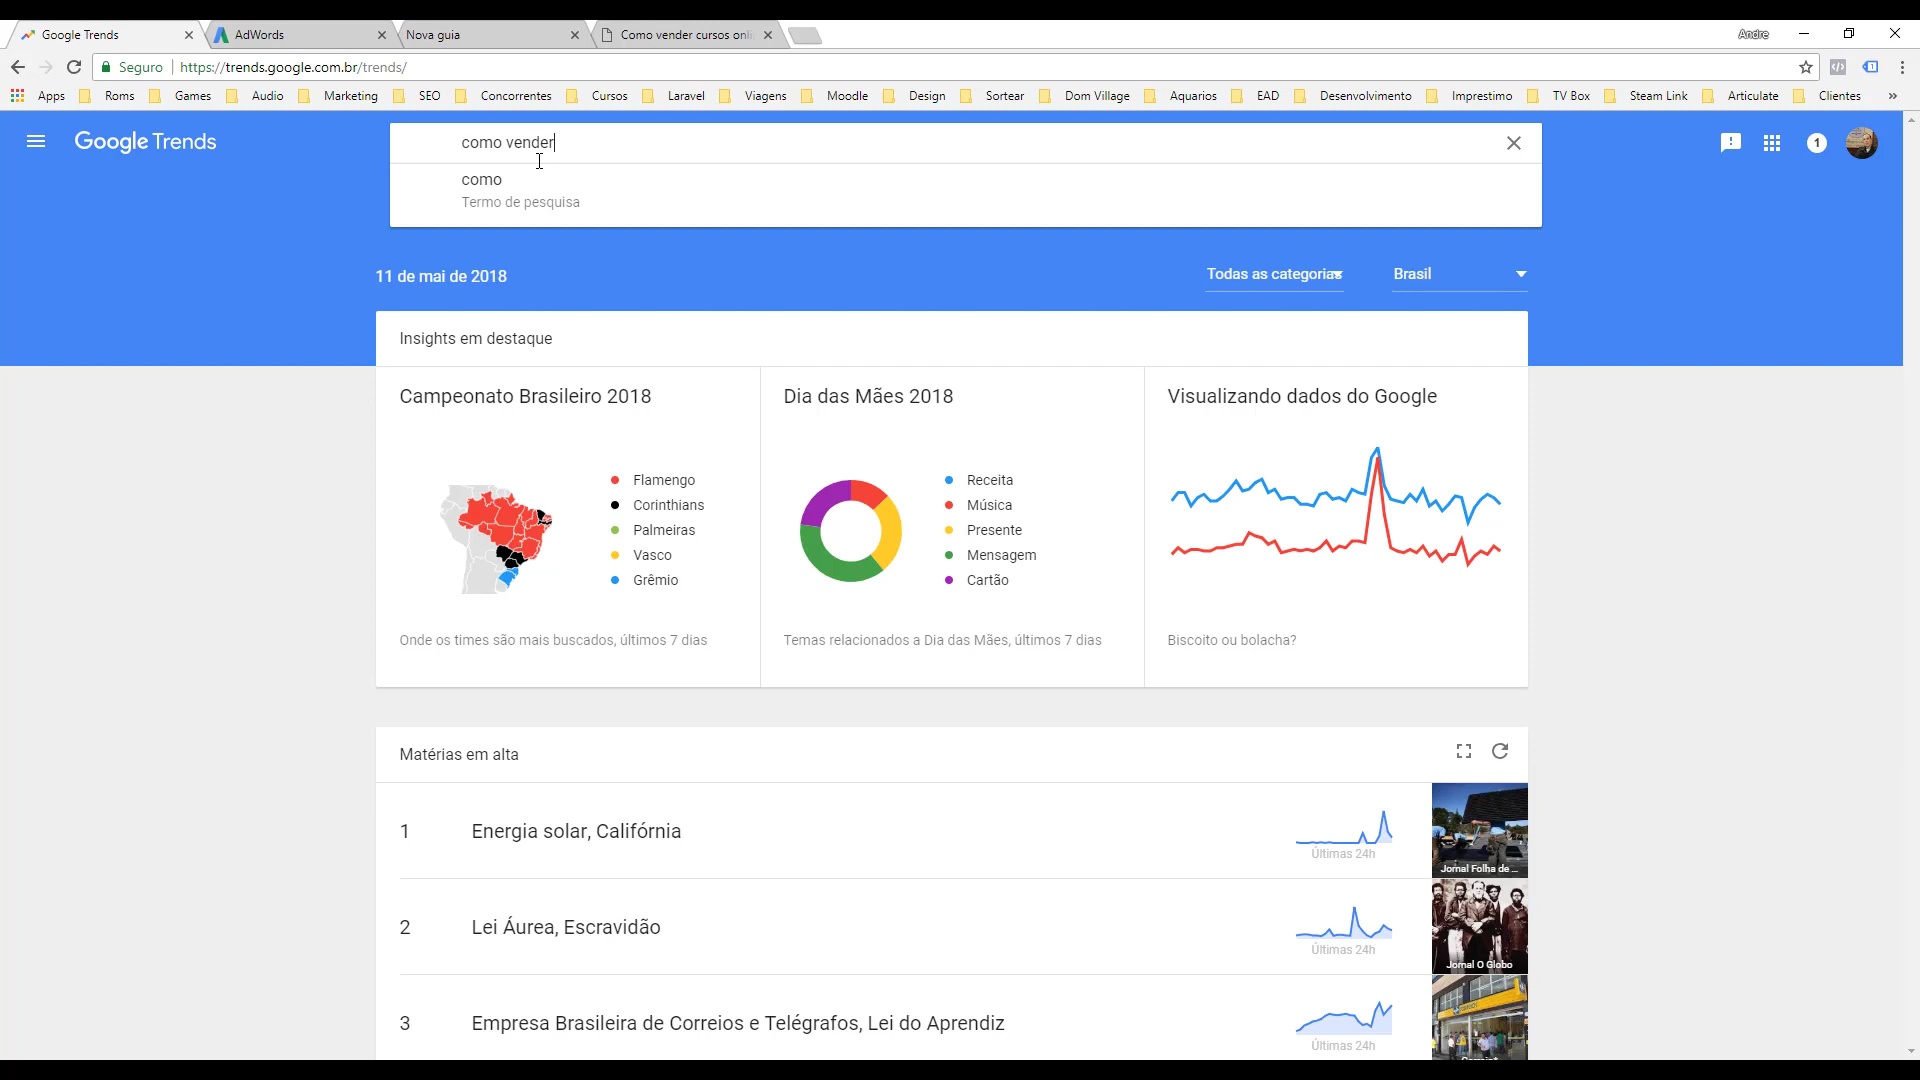 Google Trends
AdWords
Nova guia
Como vender cursos onli
Andre
Seguro
https://trends.google.com.br/trends/
Apps Roms Games Audio Marketing SEO Concorrentes Cursos Laravel Viagens Moodle Design Sortear Dom Village Aquarios EAD Desenvolvimento Imprestimo TV Box Steam Link Articulate Clientes »
Google Trends
como vender
1
como
Termo de pesquisa
11 de mai de 2018
Todas as categorias
Brasil
Insights em destaque
Campeonato Brasileiro 2018
Flamengo
Corinthians
Palmeiras
Vasco
Grêmio
Onde os times são mais buscados, últimos 7 dias
Dia das Mães 2018
Receita
Música
Presente
Mensagem
Cartão
Temas relacionados a Dia das Mães, últimos 7 dias
Visualizando dados do Google
Biscoito ou bolacha?
Matérias em alta
1 Energia solar, Califórnia
Últimas 24h
Jornal Folha de ...
2 Lei Áurea, Escravidão
Últimas 24h
Jornal O Globo
3 Empresa Brasileira de Correios e Telégrafos, Lei do Aprendiz
Últimas 24h